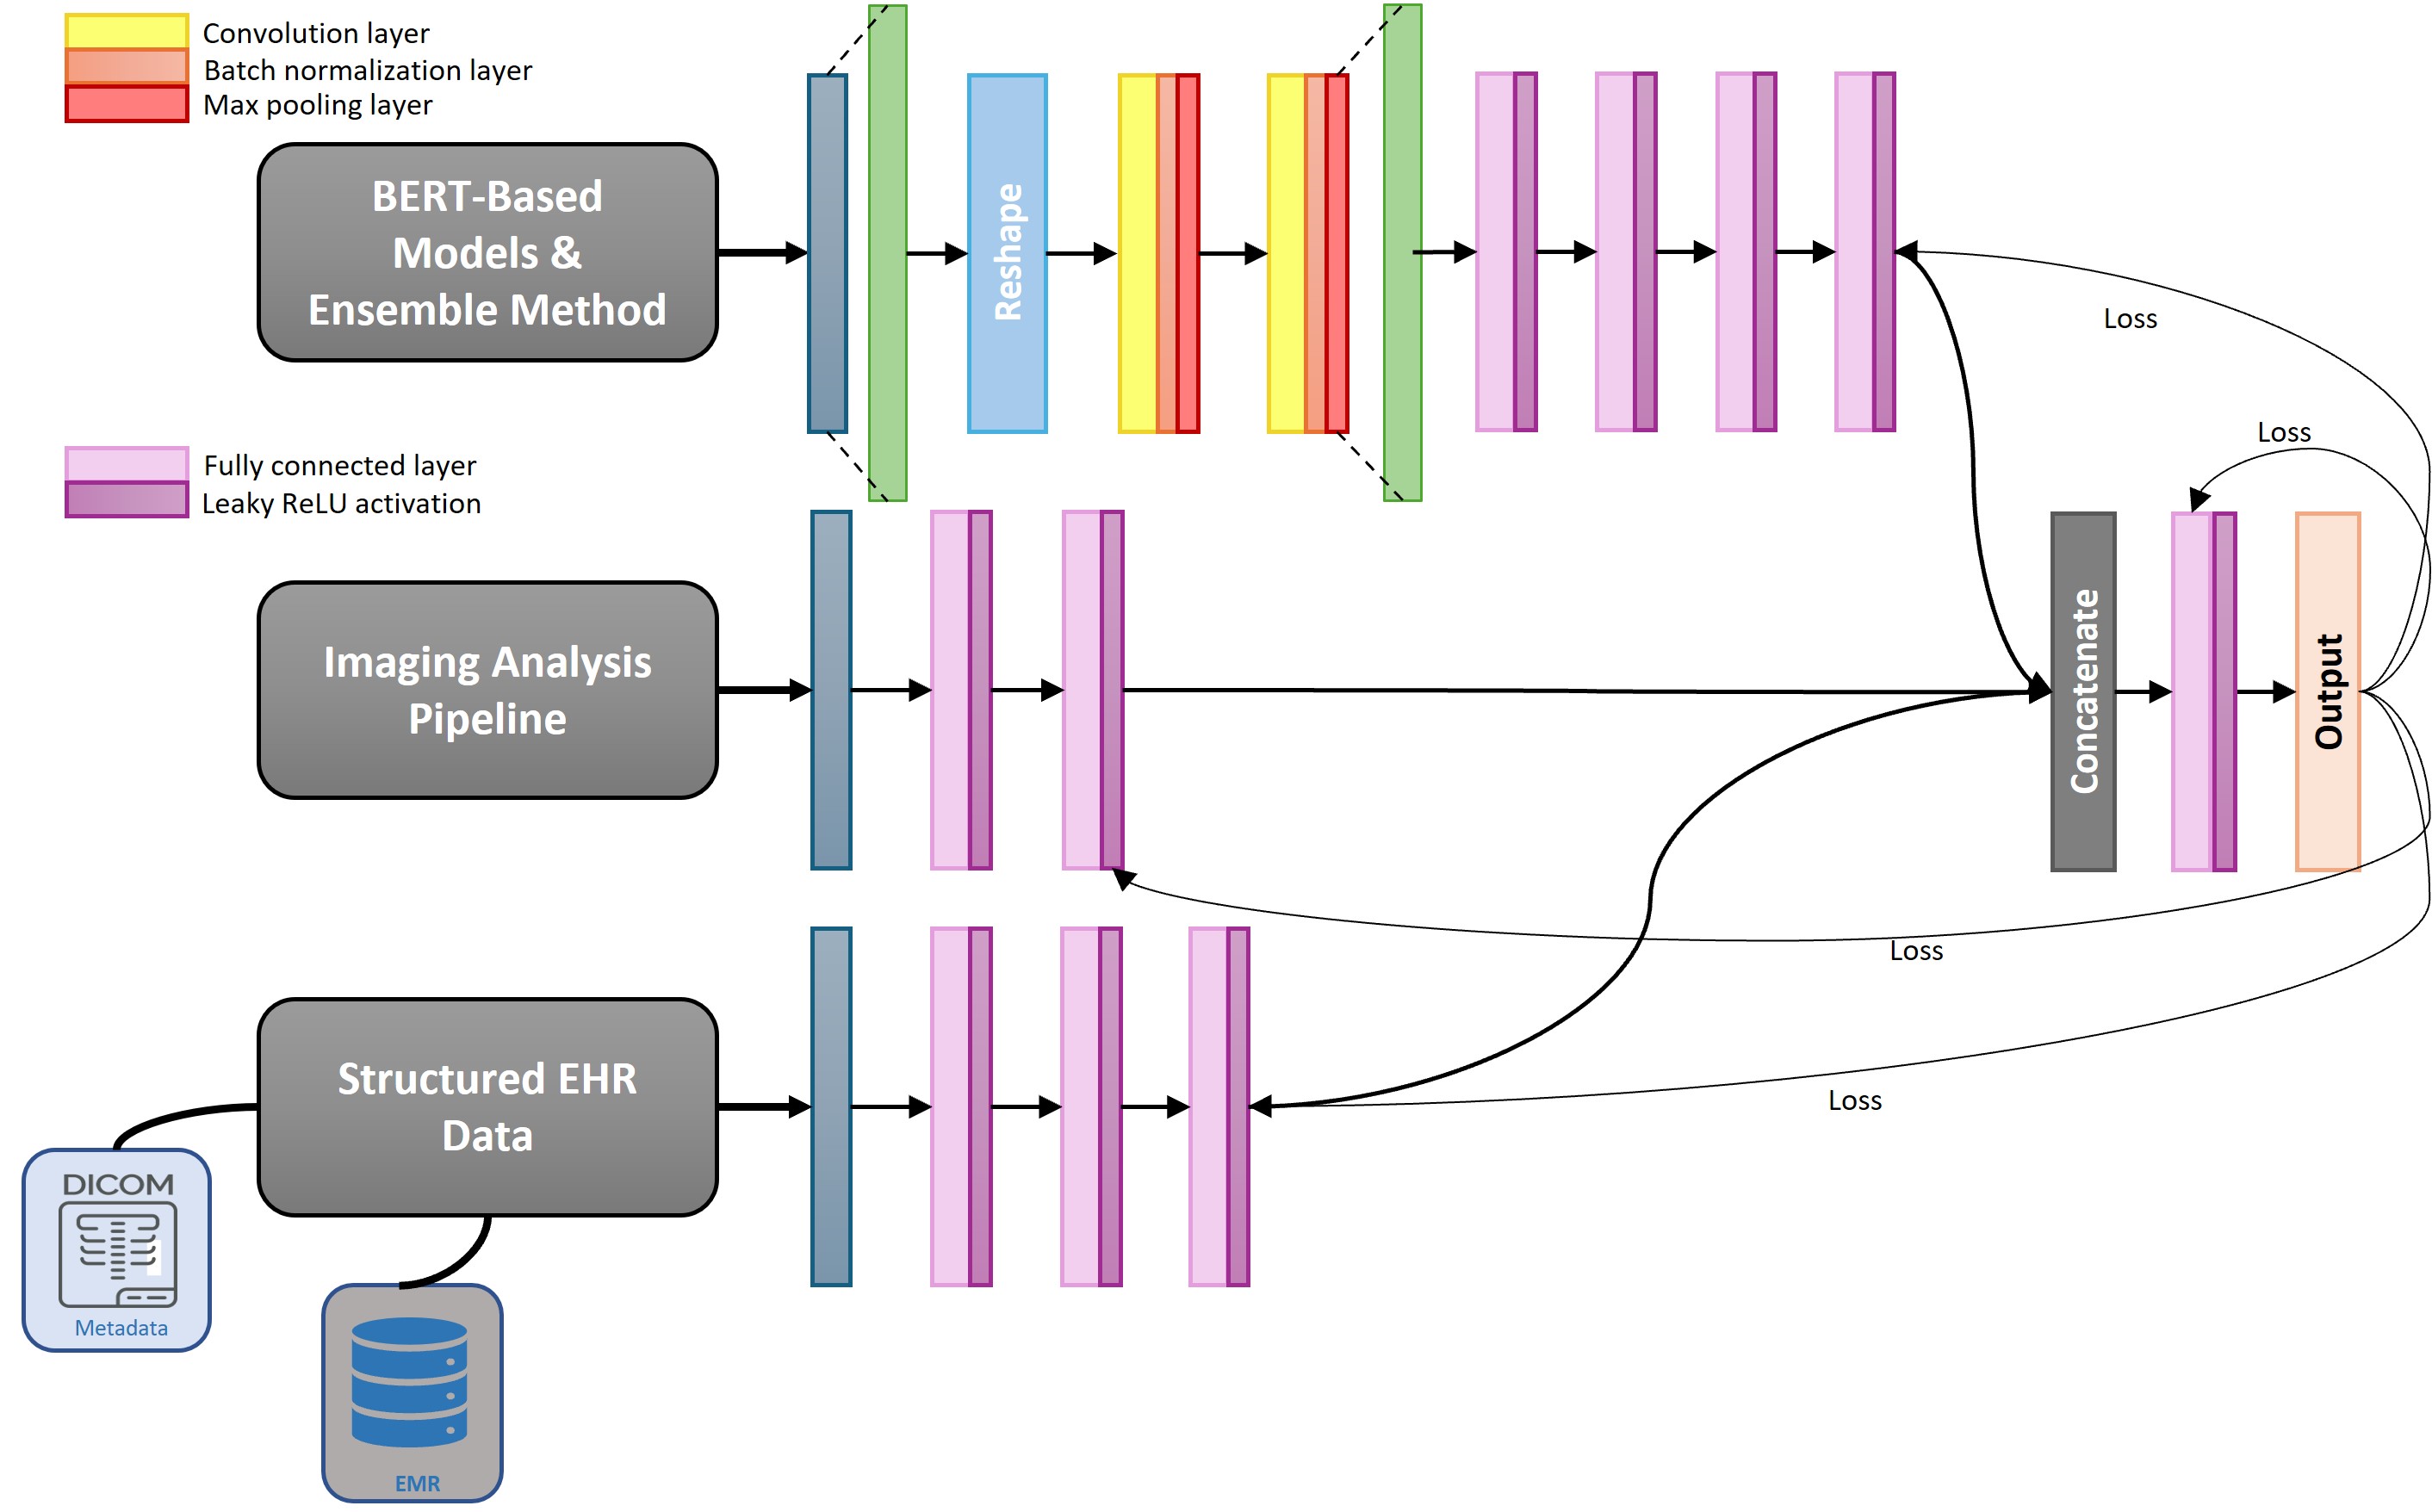 Convolution layer
Batch normalization layer
Max pooling layer
BERT-Based
Models &
Ensemble Method
Reshape
Loss
Loss
Fully connected layer
Leaky ReLU activation
Imaging Analysis
Pipeline
Concatenate
Output
Loss
Structured EHR
Data
Loss
DICOM
Metadata
EMR